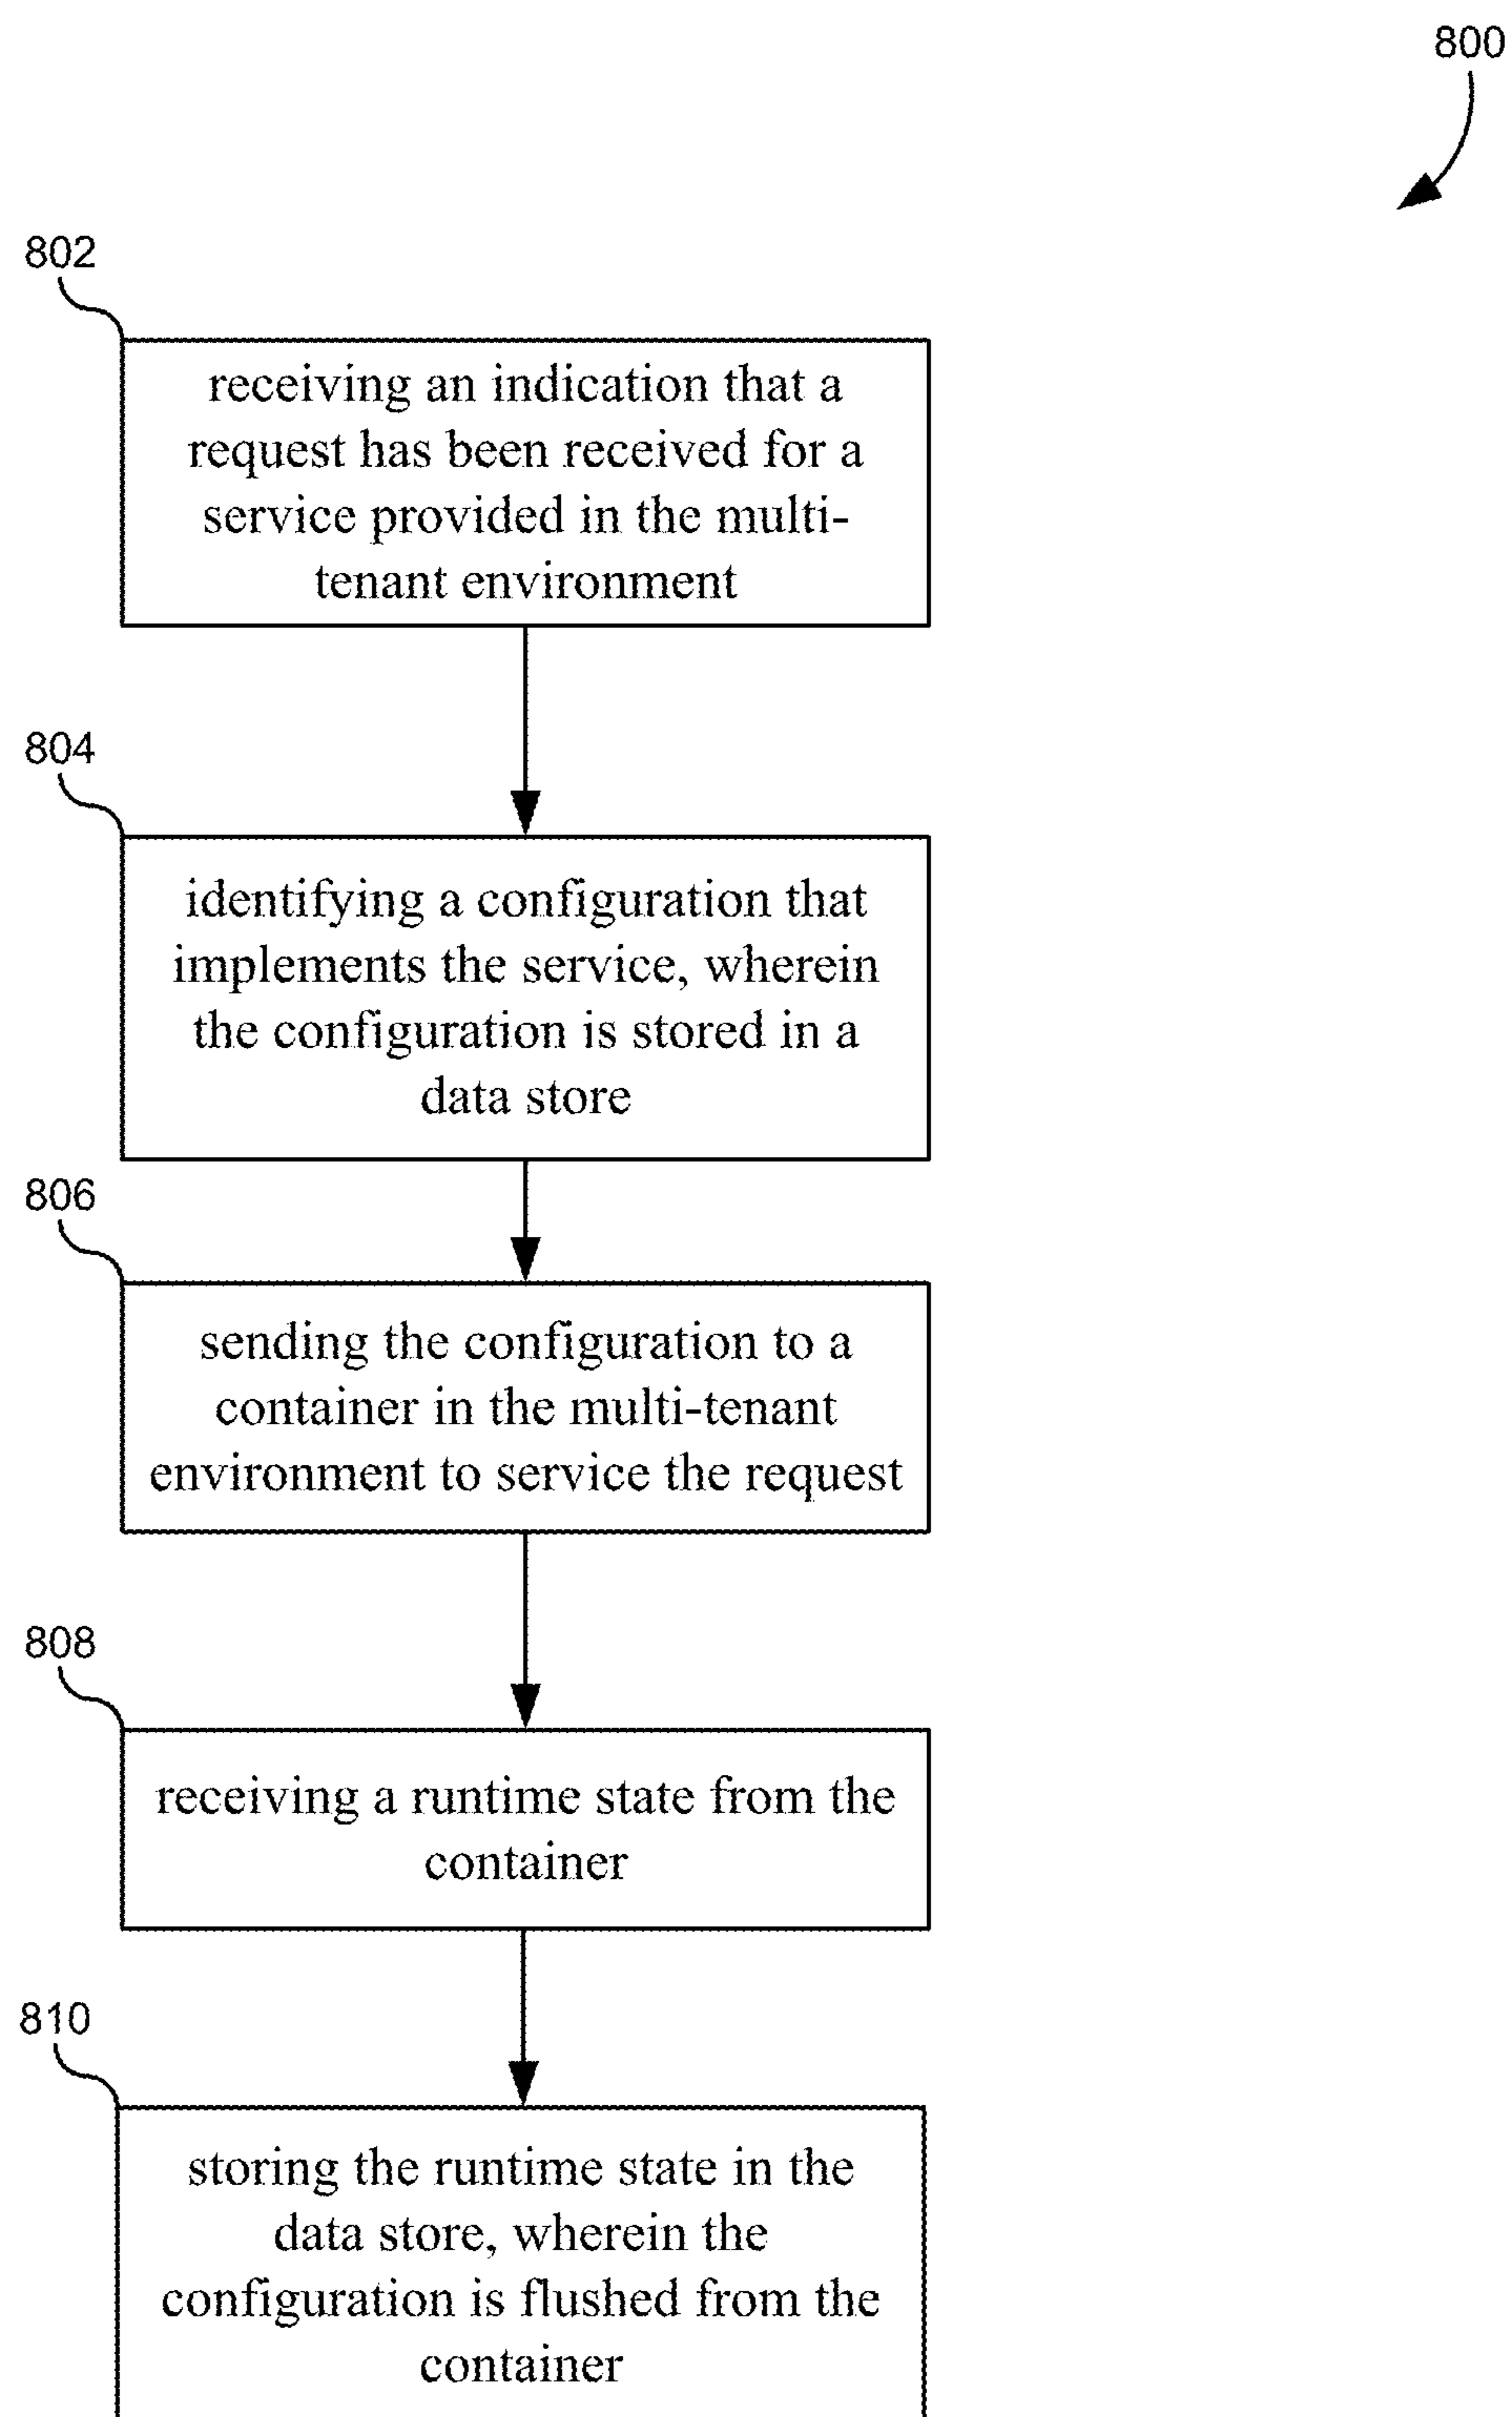 800
802
receiving an indication that a
request has been received for a
service provided in the multi-
tenant environment
804
identifying a configuration that
implements the service, wherein
the configuration is stored in a
data store
806
sending the configuration to a
container in the multi-tenant
environment to service the request
808
receiving a runtime state from the
container
810
storing the runtime state in the
data store, wherein the
configuration is flushed from the
container